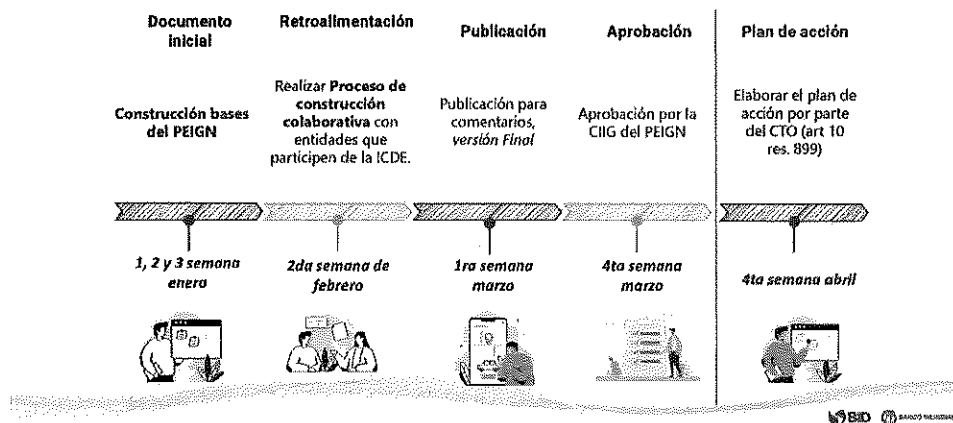 Documento
inicial
Retroalimentación
Publicación
Aprobación
Plan de acción
Construcción bases
del PEIGN
Realizar Proceso de
construcción
colaborativa con
entidades que
participen de la ICDE.
Publicación para
comentarios,
versión Final
Aprobación por la
CIIG del PEIGN
Elaborar el plan de
acción por parte
del CTO (art 10
res. 899)
1, 2 y 3 semana
enero
2da semana de
febrero
1ra semana
marzo
4ta semana
marzo
4ta semana abril
BID